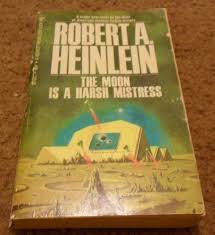 ROBERT A.
HEINLEIN
THE MOON
IS A HARSH MISTRESS